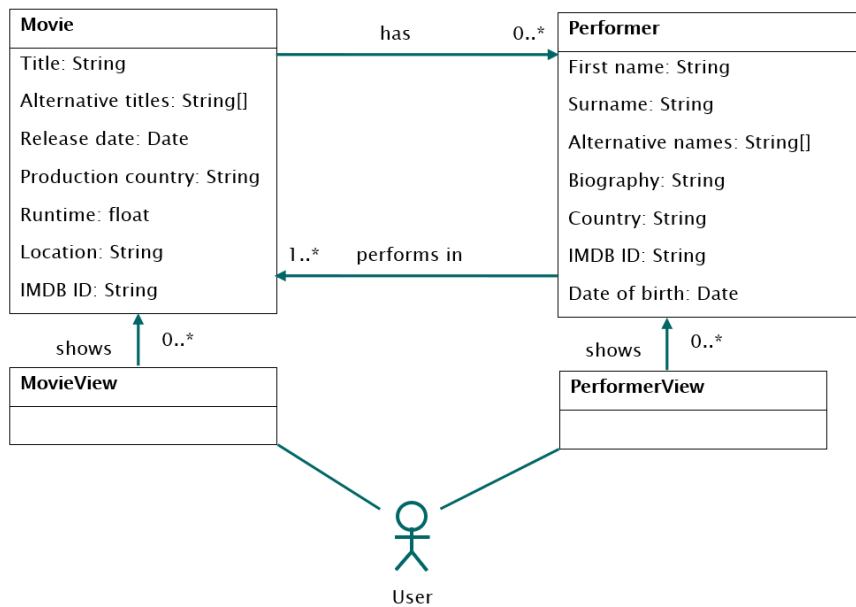 Movie
Title: String
Alternative titles: String[]
Release date: Date
Production country: String
Runtime: float
Location: String
IMDB ID: String
has
0..*
Performer
First name: String
Surname: String
Alternative names: String[]
Biography: String
Country: String
IMDB ID: String
Date of birth: Date
1..*
performs in
shows
0..*
shows
0..*
MovieView
PerformerView
User